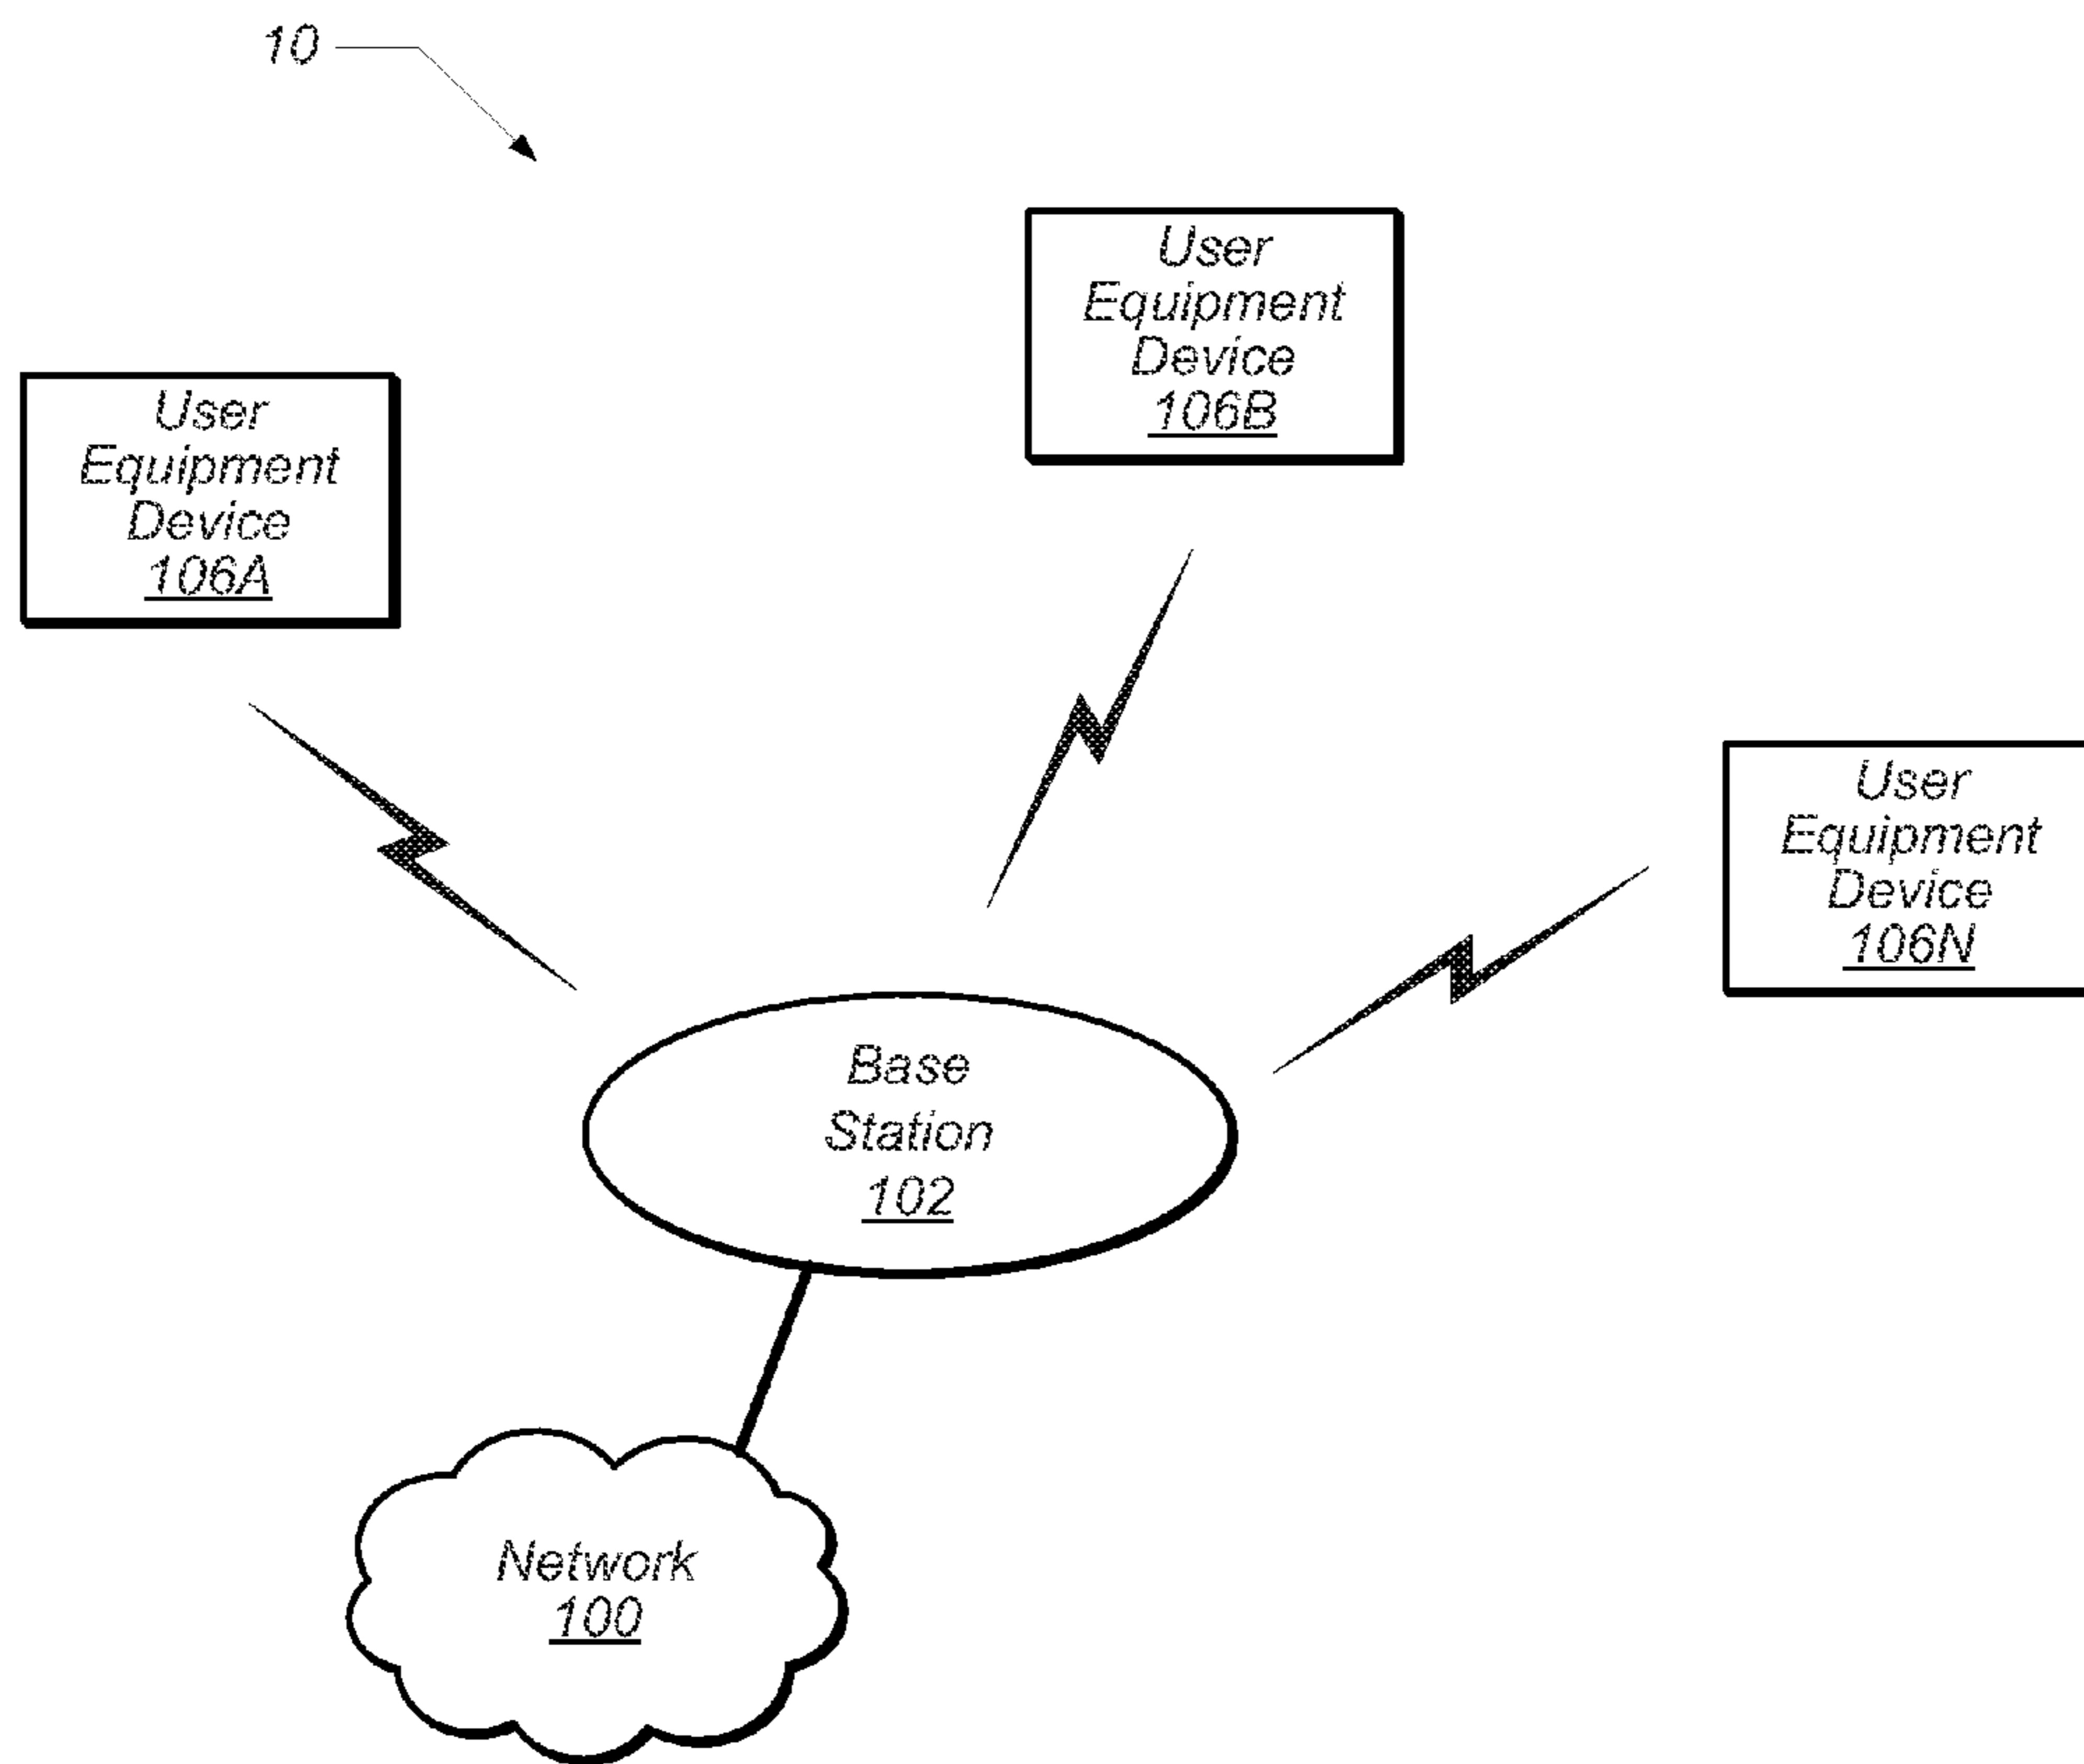 10
User
Equipment
Device
106B
User
Equipment
Device
106A
User
Equipment
Device
106N
Base
Station
102
Network
100